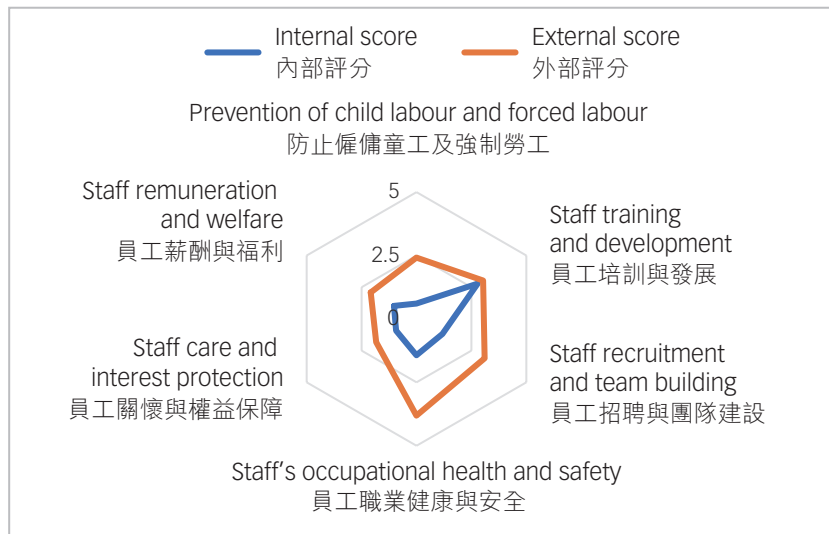 Internal score
內部評分
External score
外部評分
Prevention of child labour and forced labour
防止僱傭童工及強制勞工
Staff remuneration
and welfare
員工薪酬與福利
5
2.5
0
Staff training
and development
員工培訓與發展
Staff care and
interest protection
員工關懷與權益保障
Staff recruitment
and team building
員工招聘與團隊建設
Staff's occupational health and safety
員工職業健康與安全